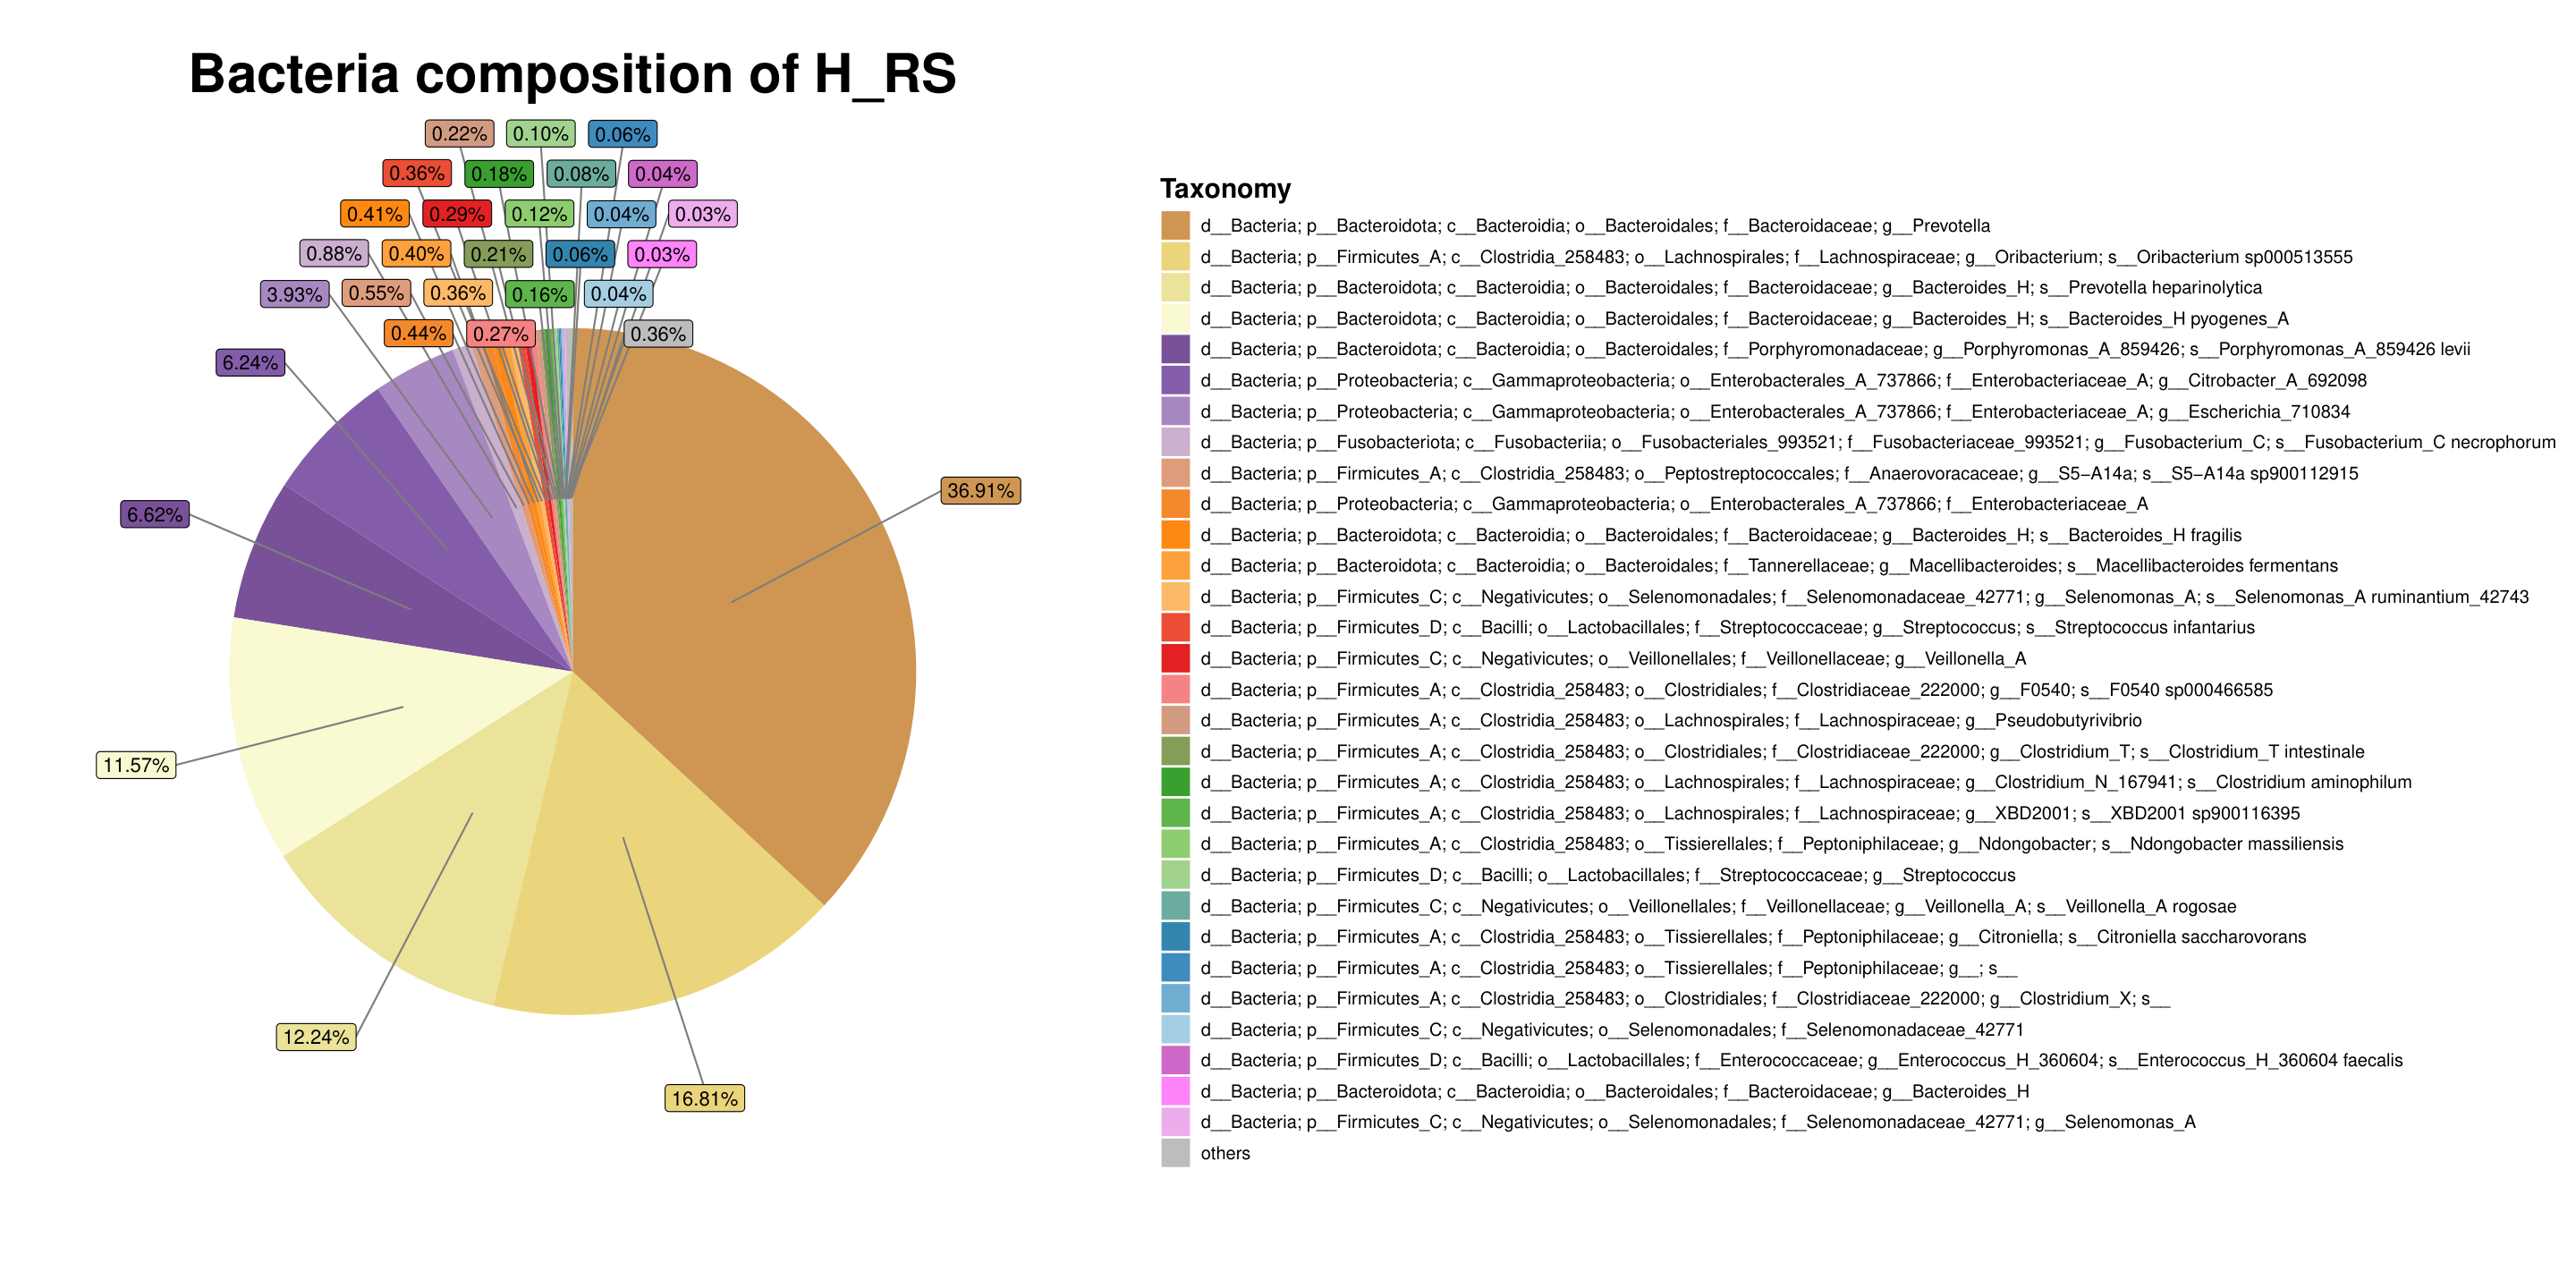 Bacteria composition of H_RS
0.22% 0.10% 0.06%
0.36% 0.18% 0.08% 0.04%
0.41% 0.29% 0.12% 0.04% 0.03%
0.88% 0.40% 0.21% 0.06% 0.03%
3.93% 0.55% 0.36% 0.16% 0.04%
0.44% 0.27% 0.36%
6.24%
36.91%
6.62%
11.57%
12.24%
16.81%
Taxonomy
d__Bacteria; p__Bacteroidota; c__Bacteroidia; o__Bacteroidales; f__Bacteroidaceae; g__Prevotella
d__Bacteria; p__Firmicutes_A; c__Clostridia_258483; o__Lachnospirales; f__Lachnospiraceae; g__Oribacterium; s__Oribacterium sp000513555
d__Bacteria; p__Bacteroidota; c__Bacteroidia; o__Bacteroidales; f__Bacteroidaceae; g__Bacteroides_H; s__Prevotella heparinolytica
d__Bacteria; p__Bacteroidota; c__Bacteroidia; o__Bacteroidales; f__Bacteroidaceae; g__Bacteroides_H; s__Bacteroides_H pyogenes_A
d__Bacteria; p__Bacteroidota; c__Bacteroidia; o__Bacteroidales; f__Porphyromonadaceae; g__Porphyromonas_A_859426; s__Porphyromonas_A_859426 levii
d__Bacteria; p__Proteobacteria; c__Gammaproteobacteria; o__Enterobacterales_A_737866; f__Enterobacteriaceae_A; g__Citrobacter_A_692098
d__Bacteria; p__Proteobacteria; c__Gammaproteobacteria; o__Enterobacterales_A_737866; f__Enterobacteriaceae_A; g__Escherichia_710834
d__Bacteria; p__Fusobacteriota; c__Fusobacteriia; o__Fusobacteriales_993521; f__Fusobacteriaceae_993521; g__Fusobacterium_C; s__Fusobacterium_C necrophorum
d__Bacteria; p__Firmicutes_A; c__Clostridia_258483; o__Peptostreptococcales; f__Anaerovoracaceae; g__S5−A14a; s__S5−A14a sp900112915
d__Bacteria; p__Proteobacteria; c__Gammaproteobacteria; o__Enterobacterales_A_737866; f__Enterobacteriaceae_A
d__Bacteria; p__Bacteroidota; c__Bacteroidia; o__Bacteroidales; f__Bacteroidaceae; g__Bacteroides_H; s__Bacteroides_H fragilis
d__Bacteria; p__Bacteroidota; c__Bacteroidia; o__Bacteroidales; f__Tannerellaceae; g__Macellibacteroides; s__Macellibacteroides fermentans
d__Bacteria; p__Firmicutes_C; c__Negativicutes; o__Selenomonadales; f__Selenomonadaceae_42771; g__Selenomonas_A; s__Selenomonas_A ruminantium_42743
d__Bacteria; p__Firmicutes_D; c__Bacilli; o__Lactobacillales; f__Streptococcaceae; g__Streptococcus; s__Streptococcus infantarius
d__Bacteria; p__Firmicutes_C; c__Negativicutes; o__Veillonellales; f__Veillonellaceae; g__Veillonella_A
d__Bacteria; p__Firmicutes_A; c__Clostridia_258483; o__Clostridiales; f__Clostridiaceae_222000; g__F0540; s__F0540 sp000466585
d__Bacteria; p__Firmicutes_A; c__Clostridia_258483; o__Lachnospirales; f__Lachnospiraceae; g__Pseudobutyrivibrio
d__Bacteria; p__Firmicutes_A; c__Clostridia_258483; o__Clostridiales; f__Clostridiaceae_222000; g__Clostridium_T; s__Clostridium_T intestinale
d__Bacteria; p__Firmicutes_A; c__Clostridia_258483; o__Lachnospirales; f__Lachnospiraceae; g__Clostridium_N_167941; s__Clostridium aminophilum
d__Bacteria; p__Firmicutes_A; c__Clostridia_258483; o__Lachnospirales; f__Lachnospiraceae; g__XBD2001; s__XBD2001 sp900116395
d__Bacteria; p__Firmicutes_A; c__Clostridia_258483; o__Tissierellales; f__Peptoniphilaceae; g__Ndongobacter; s__Ndongobacter massiliensis
d__Bacteria; p__Firmicutes_D; c__Bacilli; o__Lactobacillales; f__Streptococcaceae; g__Streptococcus
d__Bacteria; p__Firmicutes_C; c__Negativicutes; o__Veillonellales; f__Veillonellaceae; g__Veillonella_A; s__Veillonella_A rogosae
d__Bacteria; p__Firmicutes_A; c__Clostridia_258483; o__Tissierellales; f__Peptoniphilaceae; g__Citroniella; s__Citroniella saccharovorans
d__Bacteria; p__Firmicutes_A; c__Clostridia_258483; o__Tissierellales; f__Peptoniphilaceae; g__; s__
d__Bacteria; p__Firmicutes_A; c__Clostridia_258483; o__Clostridiales; f__Clostridiaceae_222000; g__Clostridium_X; s__
d__Bacteria; p__Firmicutes_C; c__Negativicutes; o__Selenomonadales; f__Selenomonadaceae_42771
d__Bacteria; p__Firmicutes_D; c__Bacilli; o__Lactobacillales; f__Enterococcaceae; g__Enterococcus_H_360604; s__Enterococcus_H_360604 faecalis
d__Bacteria; p__Bacteroidota; c__Bacteroidia; o__Bacteroidales; f__Bacteroidaceae; g__Bacteroides_H
d__Bacteria; p__Firmicutes_C; c__Negativicutes; o__Selenomonadales; f__Selenomonadaceae_42771; g__Selenomonas_A
others